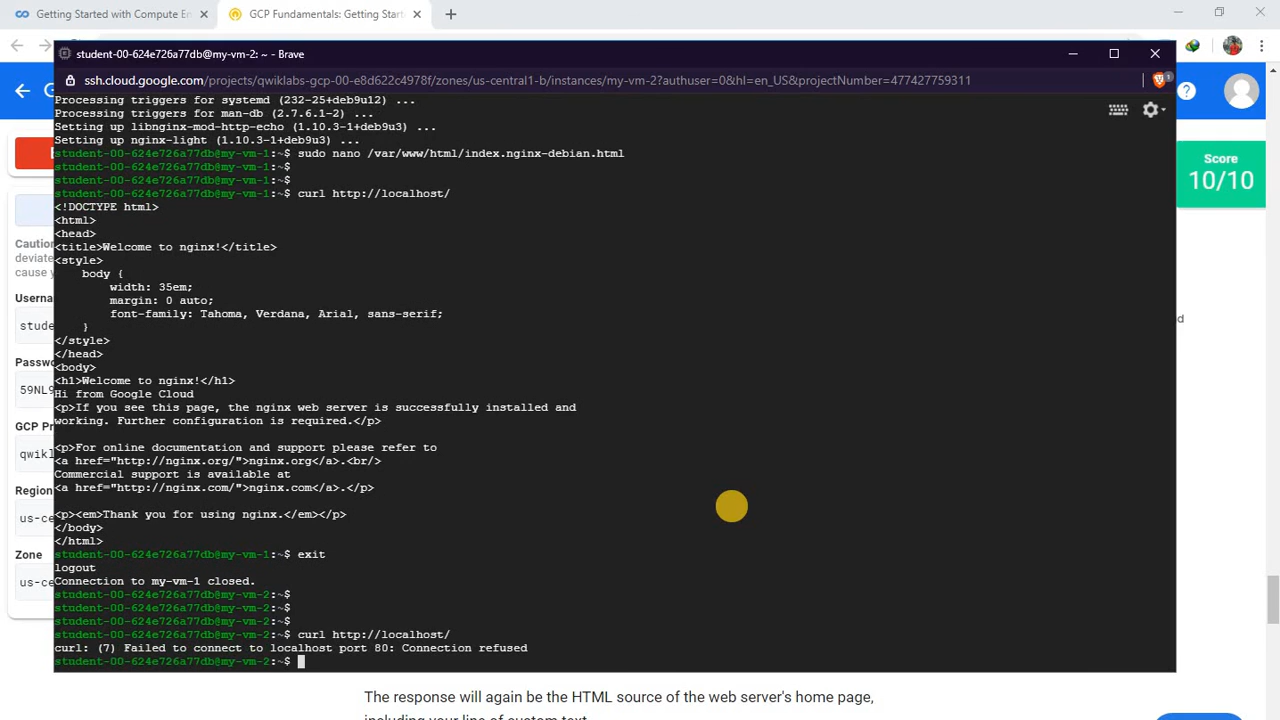 Getting Started with Compute En
GCP Fundamentals: Getting Start
student-00-624e726a77db@my-vm-2: ~ - Brave
ssh.cloud.google.com/projects/qwiklabs-gcp-00-e8d622c4978f/zones/us-central1-b/instances/my-vm-2?authuser=0&hl=en_US&projectNumber=477427759311
Processing triggers for systemd (232-25+deb9u12) ...
Processing triggers for man-db (2.7.6.1-2) ...
Setting up libnginx-mod-http-echo (1.10.3-1+deb9u3) ...
Setting up nginx-light (1.10.3-1+deb9u3) ...
student-00-624e726a77db@my-vm-1:~$ sudo nano /var/www/html/index.nginx-debian.html
student-00-624e726a77db@my-vm-1:~$
student-00-624e726a77db@my-vm-1:~$
student-00-624e726a77db@my-vm-1:~$ curl http://localhost/
<!DOCTYPE html>
<html>
<head>
<title>Welcome to nginx!</title>
<style>
    body {
        width: 35em;
        margin: 0 auto;
        font-family: Tahoma, Verdana, Arial, sans-serif;
    }
</style>
</head>
<body>
<h1>Welcome to nginx!</h1>
Hi from Google Cloud
<p>If you see this page, the nginx web server is successfully installed and
working. Further configuration is required.</p>
<p>For online documentation and support please refer to
<a href="http://nginx.org/">nginx.org</a>.<br/>
Commercial support is available at
<a href="http://nginx.com/">nginx.com</a>.</p>
<p><em>Thank you for using nginx.</em></p>
</body>
</html>
student-00-624e726a77db@my-vm-1:~$ exit
logout
Connection to my-vm-1 closed.
student-00-624e726a77db@my-vm-2:~$
student-00-624e726a77db@my-vm-2:~$
student-00-624e726a77db@my-vm-2:~$
student-00-624e726a77db@my-vm-2:~$ curl http://localhost/
curl: (7) Failed to connect to localhost port 80: Connection refused
student-00-624e726a77db@my-vm-2:~$
Score
10/10
Caution
deviate
cause y
Userna
stude
Passwo
59NL9
GCP Pr
qwikl
Region
us-ce
Zone
us-ce
d
The response will again be the HTML source of the web server's home page,
including your line of custom text.